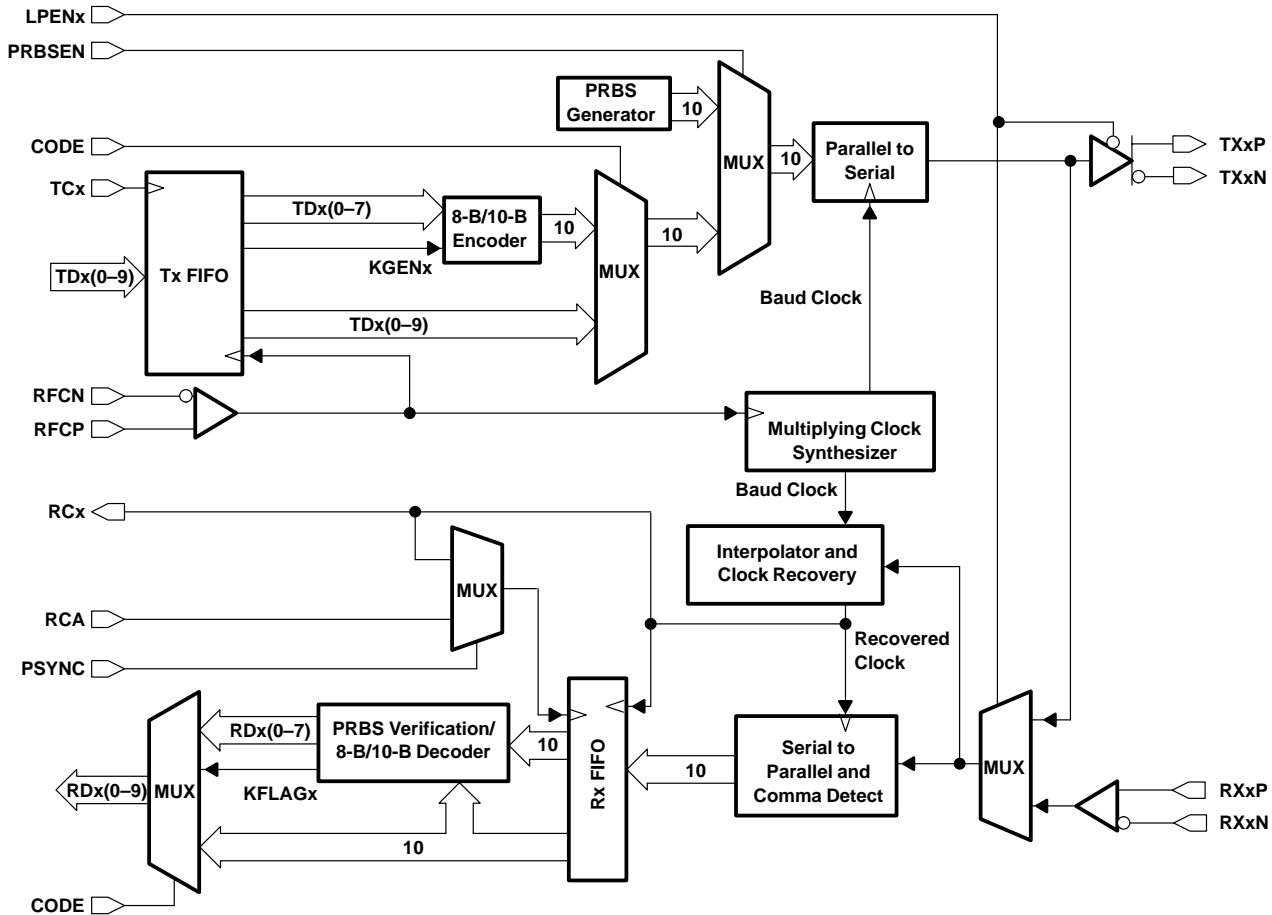 LPENx
PRBSEN
PRBS
Generator
10
MUX
CODE
TCx
TDx(0–9)
Tx FIFO
TDx(0–7)
KGENx
8-B/10-B
Encoder
10
MUX
10
TDx(0–9)
10
Parallel to
Serial
TXxP
TXxN
Baud Clock
RFCN
RFCP
Multiplying Clock
Synthesizer
Baud Clock
RCx
Interpolator and
Clock Recovery
MUX
RCA
PSYNC
Recovered
Clock
RDx(0–9)
MUX
RDx(0–7)
KFLAGx
PRBS Verification/
8-B/10-B Decoder
10
10
Rx FIFO
10
Serial to
Parallel and
Comma Detect
MUX
RXxP
RXxN
CODE